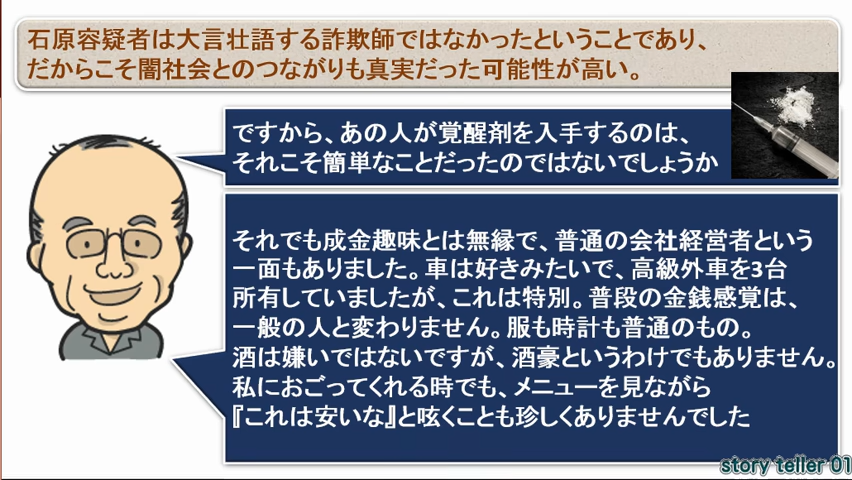 石原容疑者は大言壮語する詐欺師ではなかったということであり、
だからこそ闇社会とのつながりも真実だった可能性が高い。
ですから、あの人が覚醒剤を入手するのは、
それこそ簡単なことだったのではないでしょうか
それでも成金趣味とは無縁で、普通の会社経営者という
一面もありました。車は好きみたいで、高級外車を3台
所有していましたが、これは特別。普段の金銭感覚は、
一般の人と変わりません。服も時計も普通のもの。
酒は嫌いではないですが、酒豪というわけでもありません。
私におごってくれる時でも、メニューを見ながら
『これは安いな』と呟くことも珍しくありませんでした
story teller 01